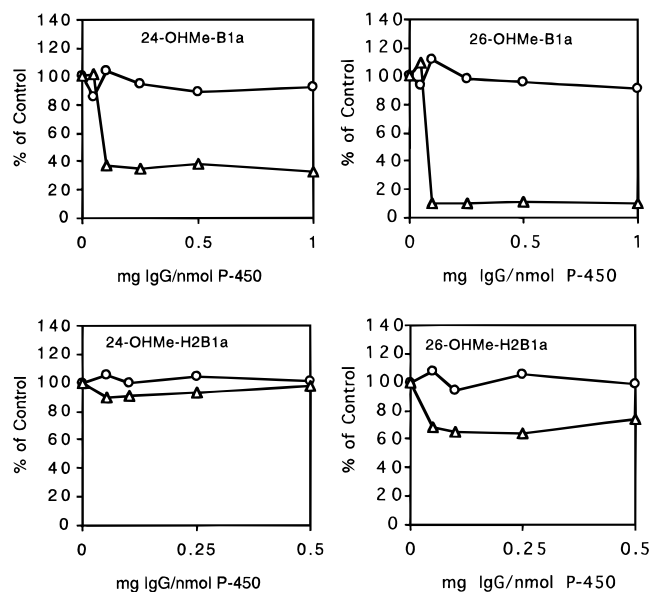 140
24-OHMe-B1a
120
100
80
60
40
20
0
% of Control
0 0.5 1
mg IgG/nmol P-450
140
26-OHMe-B1a
120
100
80
60
40
20
0
% of Control
0 0.5 1
mg IgG/nmol P-450
140
24-OHMe-H2B1a
120
100
80
60
40
20
0
% of Control
0 0.25 0.5
mg IgG/nmol P-450
140
26-OHMe-H2B1a
120
100
80
60
40
20
0
% of Control
0 0.25 0.5
mg IgG/nmol P-450